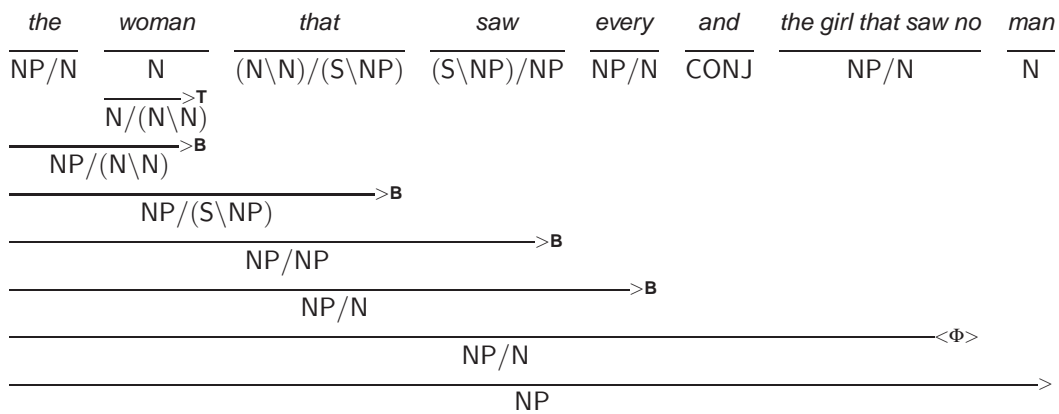 the woman that saw every and the girl that saw no man
NP/N N (N\N)/(S\NP) (S\NP)/NP NP/N CONJ NP/N N
>T
N/(N\N)
>B
NP/(N\N)
>B
NP/(S\NP)
>B
NP/NP
>B
NP/N
<Φ>
NP/N
>
NP